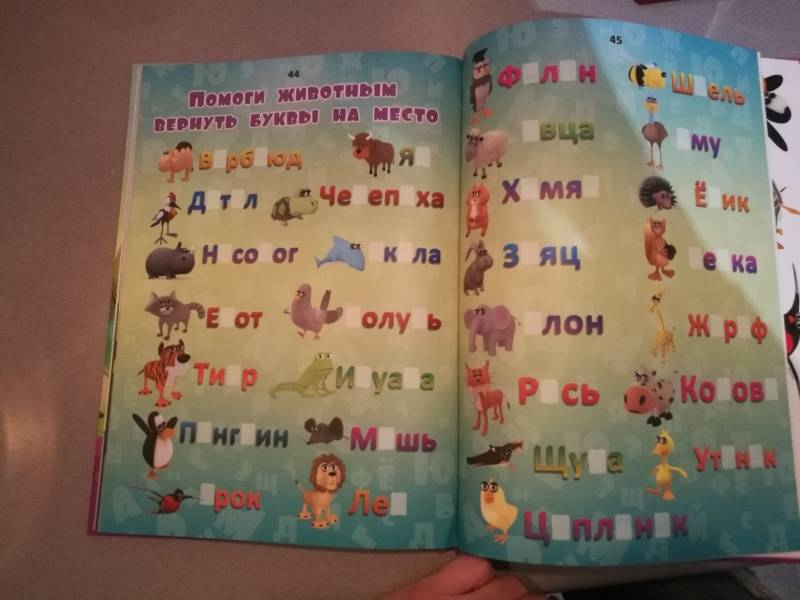 44
ПОМОГИ ЖИВОТНЫМ
ВЕРНУТЬ БУКВЫ НА МЕСТО
В□рб□юд Я□
Д□т□л Че□еп□ха
Н□со□ог □к□ла
Е□от □олу□ь
Ти□р И□уа□а
П□нг□ин М□шь
□рок Ле□
45
Ф□л□н Ш□ель
□вца □му
Х□мя□ Ё□ик
З□яц □е□ка
□лон Ж□р□ф
Р□сь Ко□ов□
Щу□а Ут□н□к
Ц□пл□н□к